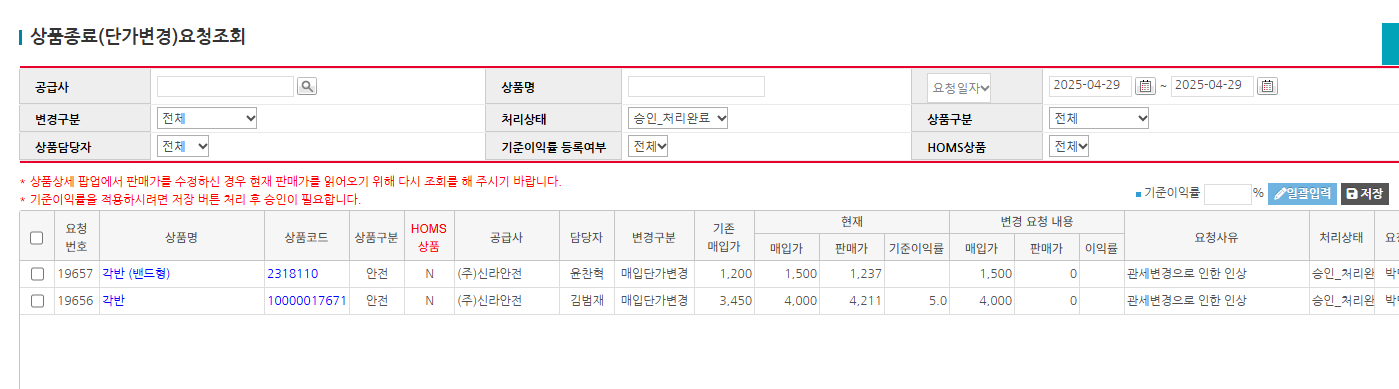 상품종료(단가변경)요청조회
공급사 상품명 요청일자 2025-04-29 ~ 2025-04-29
변경구분 전체 처리상태 승인_처리완료 상품구분 전체
상품담당자 전체 기준이익률 등록여부 전체 HOMS상품 전체
* 상품상세 팝업에서 판매가를 수정하신 경우 현재 판매가를 읽어오기 위해 다시 조회를 해 주시기 바랍니다.
* 기준이익률을 적용하시려면 저장 버튼 처리 후 승인이 필요합니다.
기준이익률 % 일괄입력 저장
요청 번호 상품명 상품코드 상품구분 HOMS 상품 공급사 담당자 변경구분 기존 매입가 현재 변경 요청 내용 요청사유 처리상태
매입가 판매가 기준이익률 매입가 판매가 이익률
19657 각반 (밴드형) 2318110 안전 N (주)신라안전 윤찬혁 매입단가변경 1,200 1,500 1,237 1,500 0 관세변경으로 인한 인상 승인_처리완
19656 각반 10000017671 안전 N (주)신라안전 김범재 매입단가변경 3,450 4,000 4,211 5.0 4,000 0 관세변경으로 인한 인상 승인_처리완